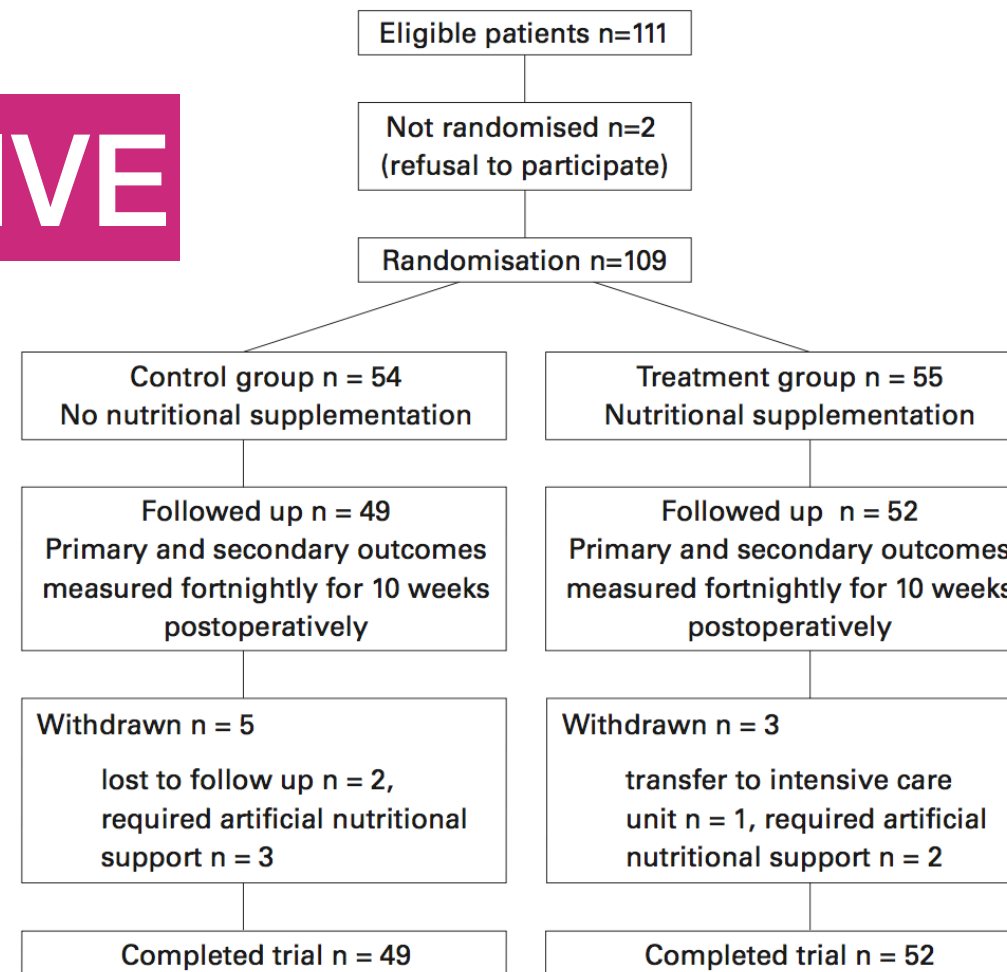 Eligible patients n=111
IVE
Not randomised n=2
(refusal to participate)
Randomisation n=109
Control group n = 54
No nutritional supplementation
Treatment group n = 55
Nutritional supplementation
Followed up n = 49
Primary and secondary outcomes
measured fortnightly for 10 weeks
postoperatively
Followed up n = 52
Primary and secondary outcomes
measured fortnightly for 10 weeks
postoperatively
Withdrawn n = 5
lost to follow up n = 2,
required artificial nutritional
support n = 3
Withdrawn n = 3
transfer to intensive care
unit n = 1, required artificial
nutritional support n = 2
Completed trial n = 49
Completed trial n = 52